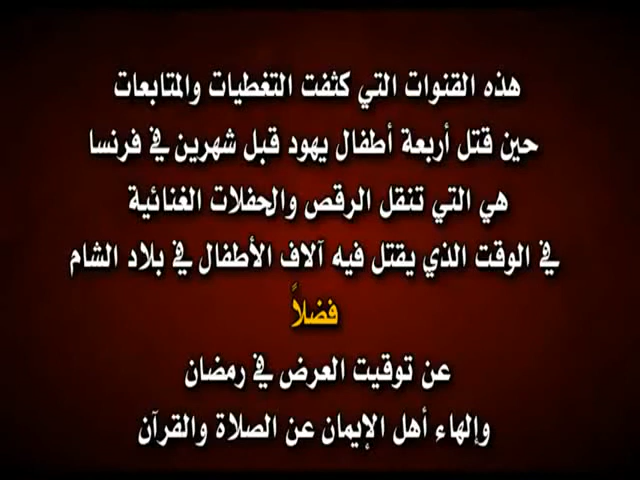 هذه القنوات التي كثفت التغطيات والمتابعات
حين قتل أربعة أطفال يهود قبل شهرين في فرنسا
هي التي تنقل الرقص والحفلات الغنائية
في الوقت الذي يقتل فيه آلاف الأطفال في بلاد الشام
فضلاً
عن توقيت العرض في رمضان
وإلهاء أهل الإيمان عن الصلاة والقرآن